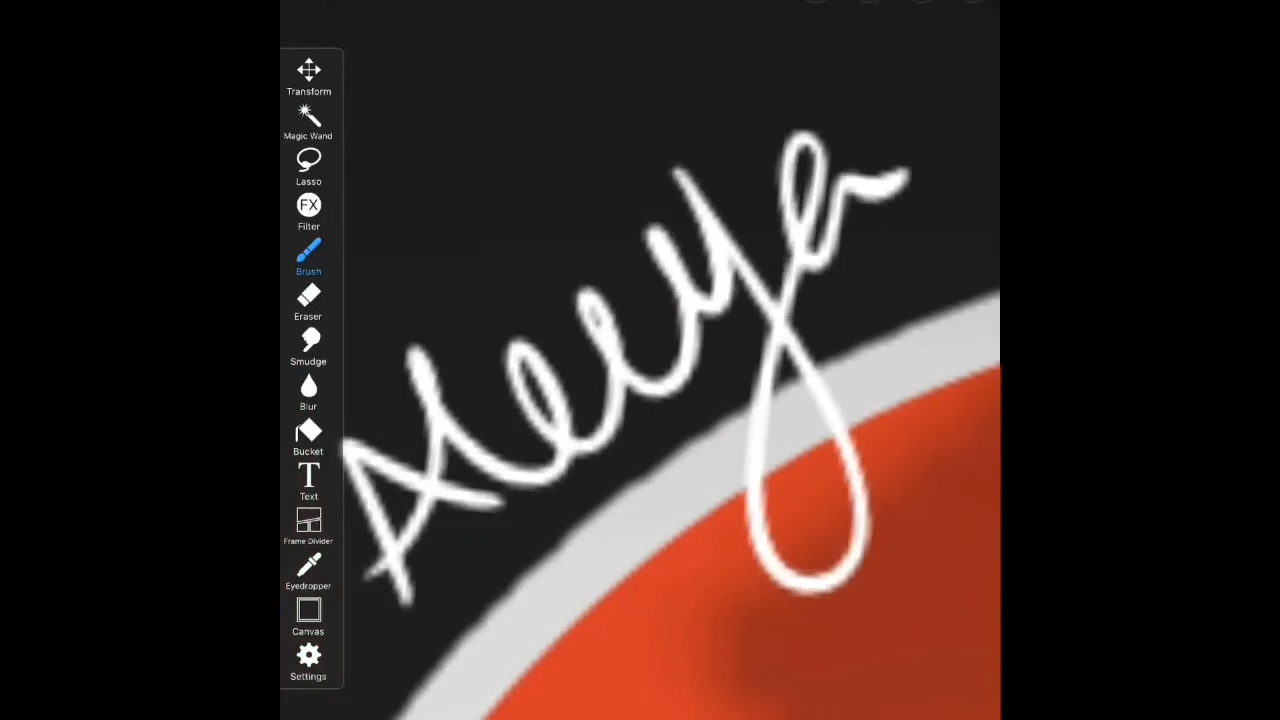 Transform
Magic Wand
Lasso
FX
Filter
Brush
Eraser
Smudge
Blur
Bucket
T
Text
Frame Divider
Eyedropper
Canvas
Settings